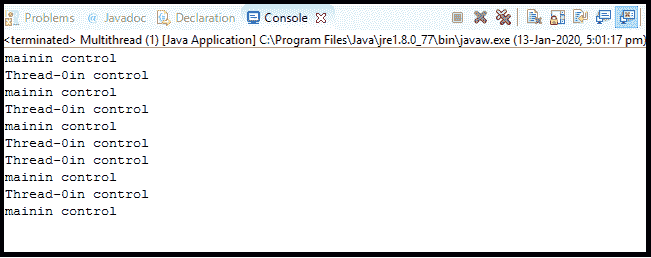 Problems @ Javadoc Declaration Console
<terminated> Multithread (1) [Java Application] C:\Program Files\Java\jre1.8.0_77\bin\javaw.exe (13-Jan-2020, 5:01:17 pm)
mainin control
Thread-0in control
mainin control
Thread-0in control
mainin control
Thread-0in control
Thread-0in control
mainin control
Thread-0in control
mainin control